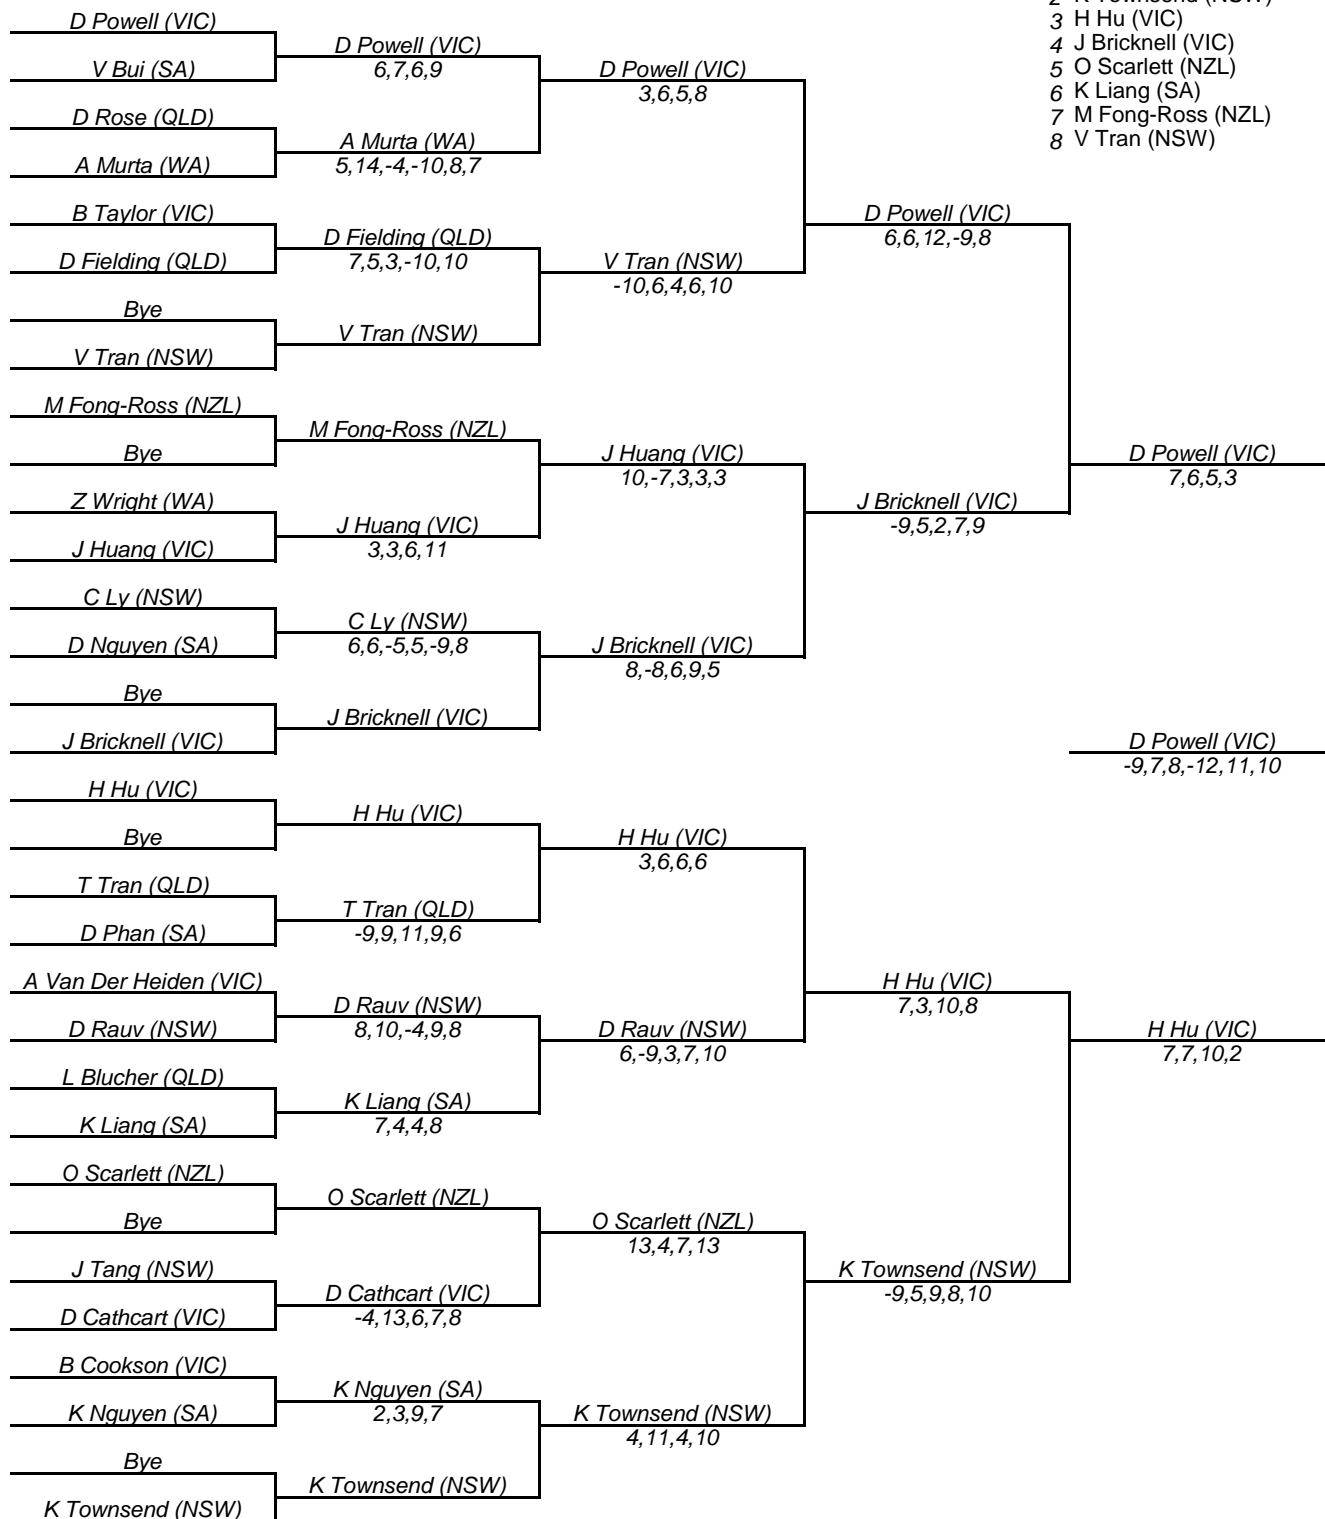 2 K Townsend (NSW)
3 H Hu (VIC)
4 J Bricknell (VIC)
5 O Scarlett (NZL)
6 K Liang (SA)
7 M Fong-Ross (NZL)
8 V Tran (NSW)
D Powell (VIC)
V Bui (SA)
D Rose (QLD)
A Murta (WA)
B Taylor (VIC)
D Fielding (QLD)
Bye
V Tran (NSW)
M Fong-Ross (NZL)
Bye
Z Wright (WA)
J Huang (VIC)
C Ly (NSW)
D Nguyen (SA)
Bye
J Bricknell (VIC)
H Hu (VIC)
Bye
T Tran (QLD)
D Phan (SA)
A Van Der Heiden (VIC)
D Rauv (NSW)
L Blucher (QLD)
K Liang (SA)
O Scarlett (NZL)
Bye
J Tang (NSW)
D Cathcart (VIC)
B Cookson (VIC)
K Nguyen (SA)
Bye
K Townsend (NSW)
D Powell (VIC)
6,7,6,9
A Murta (WA)
5,14,-4,-10,8,7
D Fielding (QLD)
7,5,3,-10,10
V Tran (NSW)
M Fong-Ross (NZL)
J Huang (VIC)
3,3,6,11
C Ly (NSW)
6,6,-5,5,-9,8
J Bricknell (VIC)
H Hu (VIC)
T Tran (QLD)
-9,9,11,9,6
D Rauv (NSW)
8,10,-4,9,8
K Liang (SA)
7,4,4,8
O Scarlett (NZL)
D Cathcart (VIC)
-4,13,6,7,8
K Nguyen (SA)
2,3,9,7
K Townsend (NSW)
D Powell (VIC)
3,6,5,8
V Tran (NSW)
-10,6,4,6,10
J Huang (VIC)
10,-7,3,3,3
J Bricknell (VIC)
8,-8,6,9,5
H Hu (VIC)
3,6,6,6
D Rauv (NSW)
6,-9,3,7,10
O Scarlett (NZL)
13,4,7,13
K Townsend (NSW)
4,11,4,10
D Powell (VIC)
6,6,12,-9,8
J Bricknell (VIC)
-9,5,2,7,9
H Hu (VIC)
7,3,10,8
K Townsend (NSW)
-9,5,9,8,10
D Powell (VIC)
7,6,5,3
D Powell (VIC)
-9,7,8,-12,11,10
H Hu (VIC)
7,7,10,2